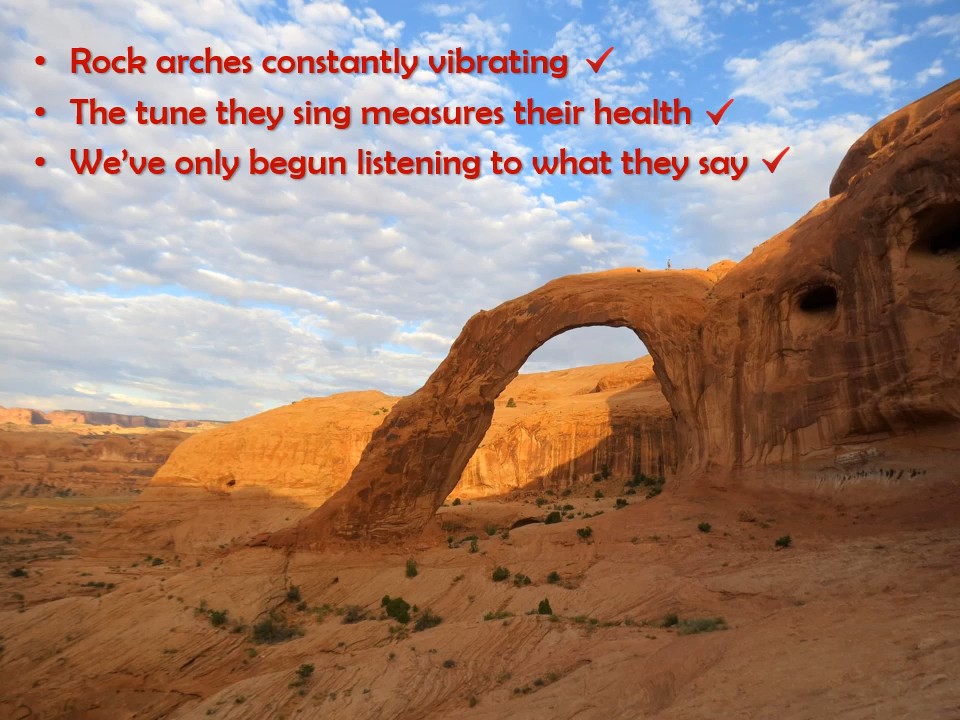 • Rock arches constantly vibrating ✓
• The tune they sing measures their health ✓
• We’ve only begun listening to what they say ✓